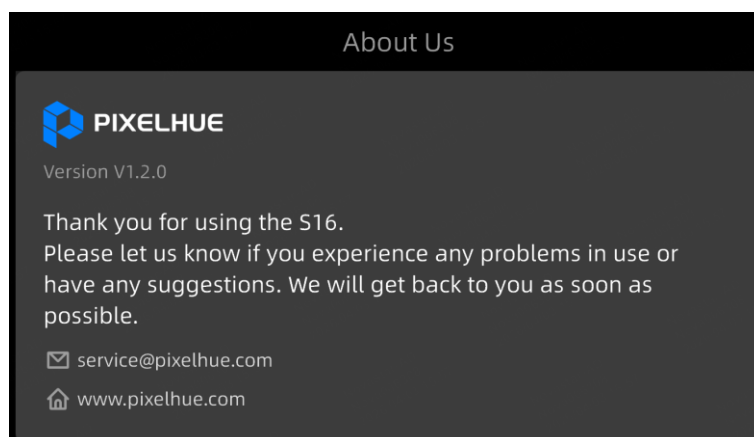 About Us
PIXELHUE
Version V1.2.0
Thank you for using the S16.
Please let us know if you experience any problems in use or
have any suggestions. We will get back to you as soon as
possible.
service@pixelhue.com
www.pixelhue.com